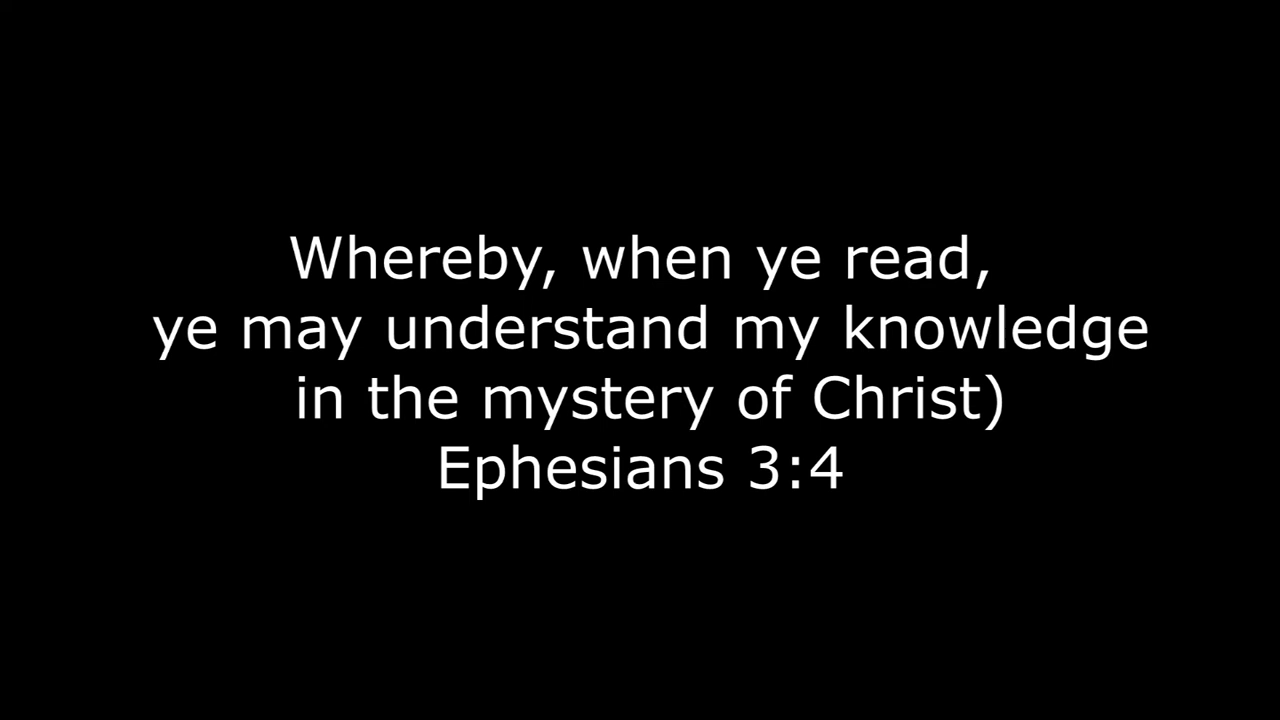 Whereby, when ye read,
ye may understand my knowledge
in the mystery of Christ)
Ephesians 3:4